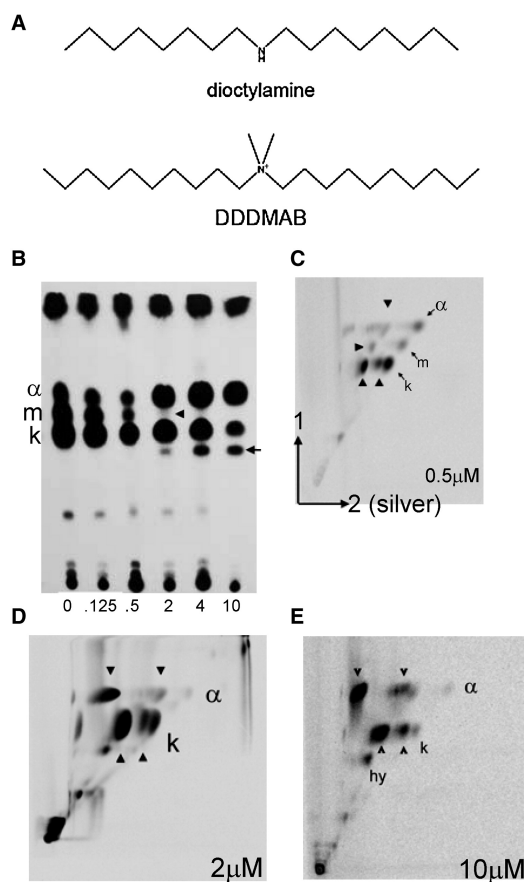 A
N
H
dioctylamine
N+
DDDMAB
B
α
m
k
0 .125 .5 2 4 10
C
α
m
k
1
2 (silver)
0.5μM
D
α
k
2μM
E
α
k
hy
10μM